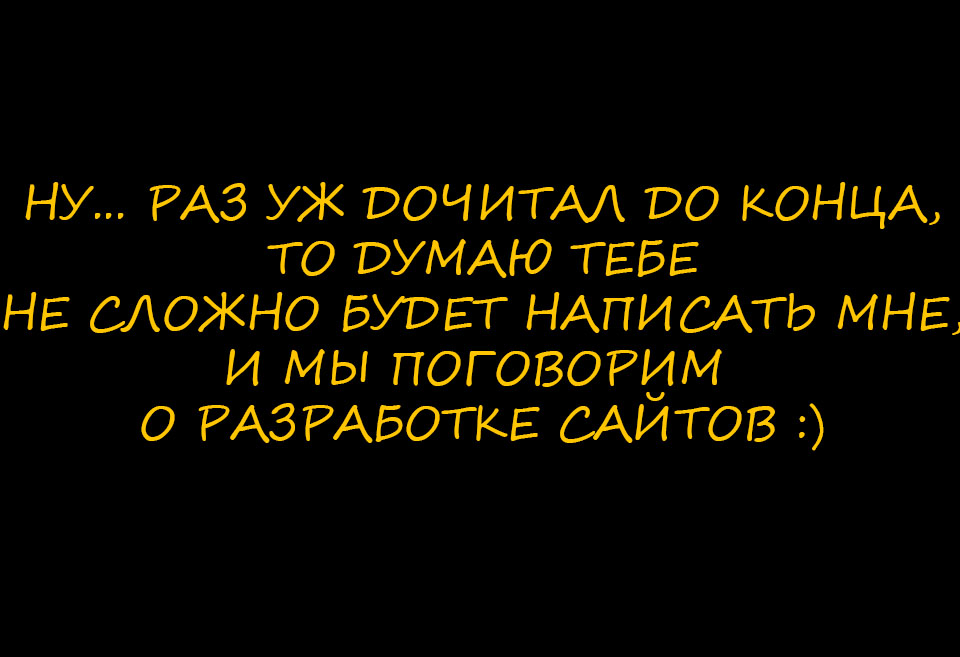 НУ... РАЗ УЖ ДОЧИТАЛ ДО КОНЦА,
ТО ДУМАЮ ТЕБЕ
НЕ СЛОЖНО БУДЕТ НАПИСАТЬ МНЕ,
И МЫ ПОГОВОРИМ
О РАЗРАБОТКЕ САЙТОВ :)